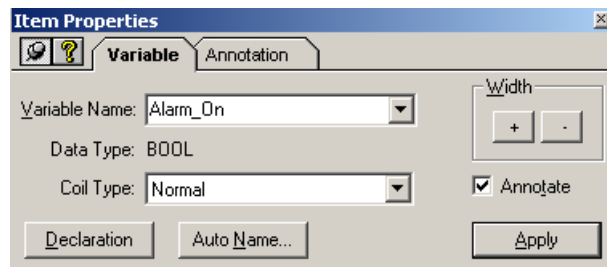 Item Properties
? Variable Annotation
Variable Name: Alarm_On
Width
+ -
Data Type: BOOL
Coil Type: Normal
Annotate
Declaration Auto Name... Apply